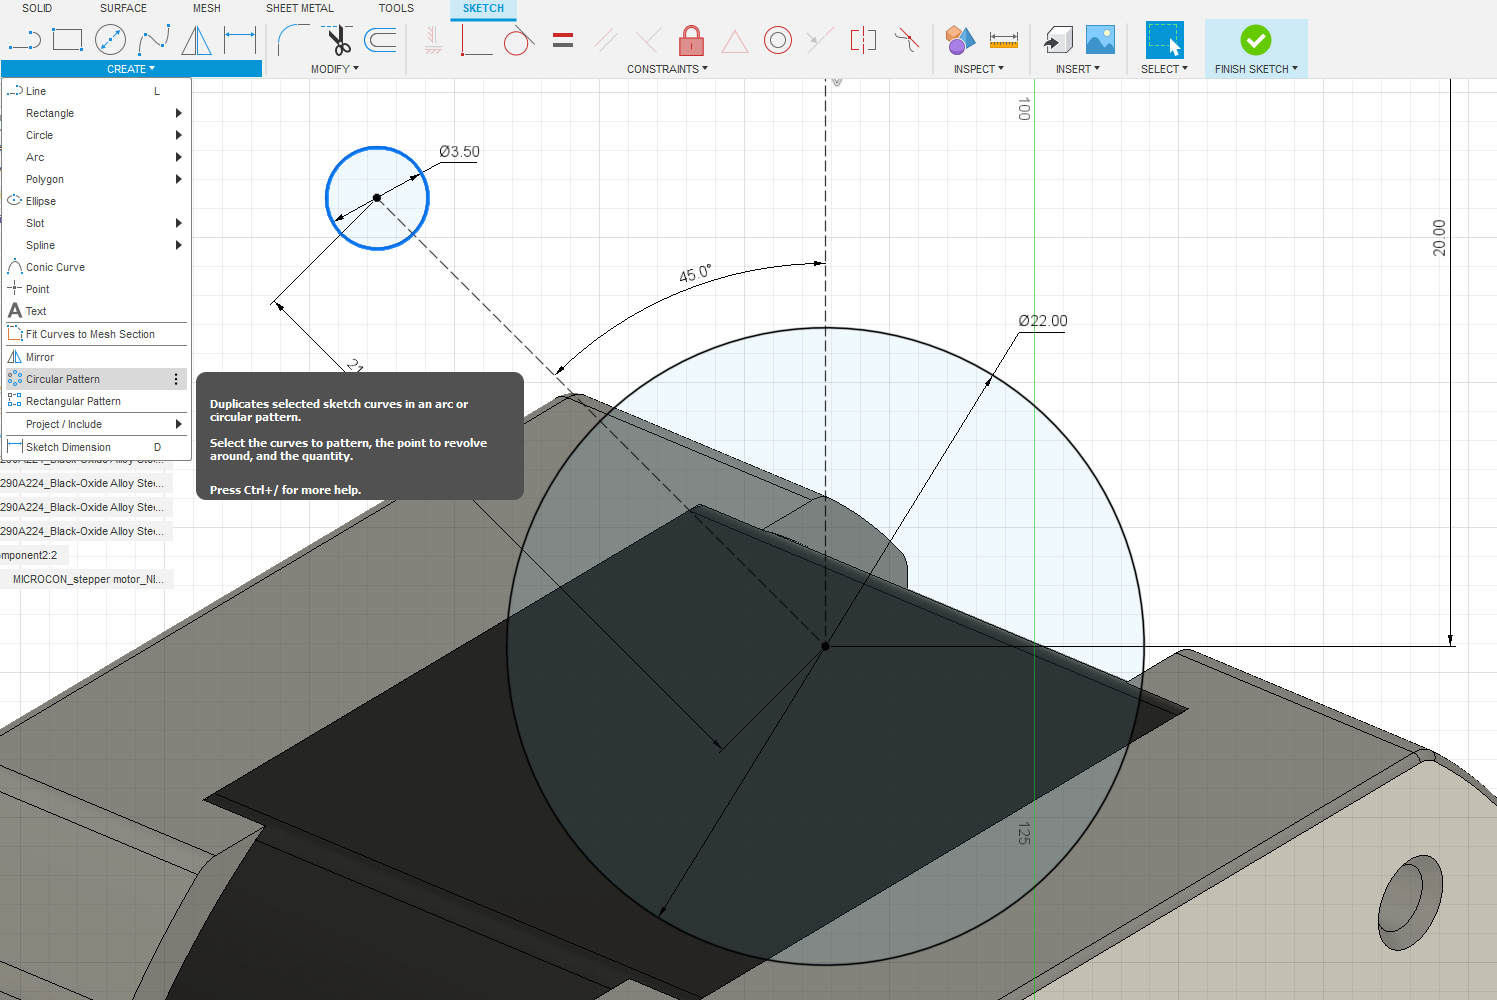 SOLID SURFACE MESH SHEET METAL TOOLS SKETCH
CREATE MODIFY CONSTRAINTS INSPECT INSERT SELECT FINISH SKETCH
Line L
Rectangle
Circle
Arc
Polygon
Ellipse
Slot
Spline
Conic Curve
Point
Text
Fit Curves to Mesh Section
Mirror
Circular Pattern
Rectangular Pattern
Project / Include
Sketch Dimension D
290A224_Black-Oxide Alloy Stee...
290A224_Black-Oxide Alloy Stee...
290A224_Black-Oxide Alloy Stee...
mponent2:2
MICROCON_stepper motor_NI...
Duplicates selected sketch curves in an arc or
circular pattern.
Select the curves to pattern, the point to revolve
around, and the quantity.
Press Ctrl+/ for more help.
Ø3.50
45.0°
Ø22.00
100
20.00
125